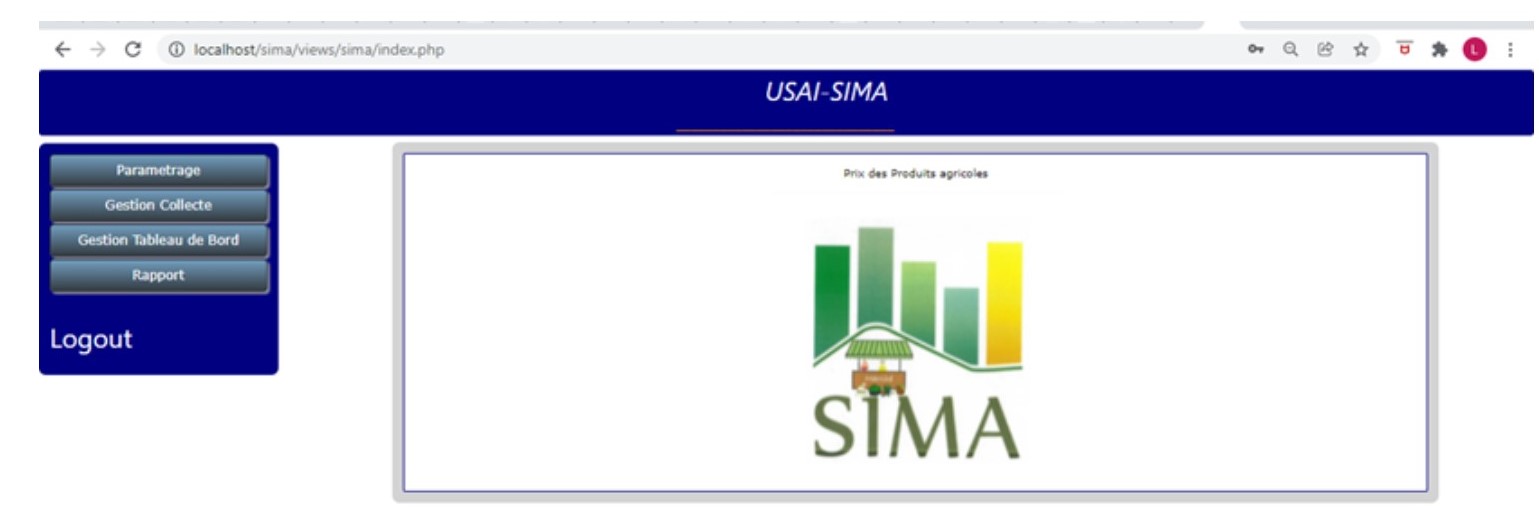 localhost/sima/views/sima/index.php
L
USAI-SIMA
Parametrage
Gestion Collecte
Gestion Tableau de Bord
Rapport
Logout
Prix des Produits agricoles
SIMA